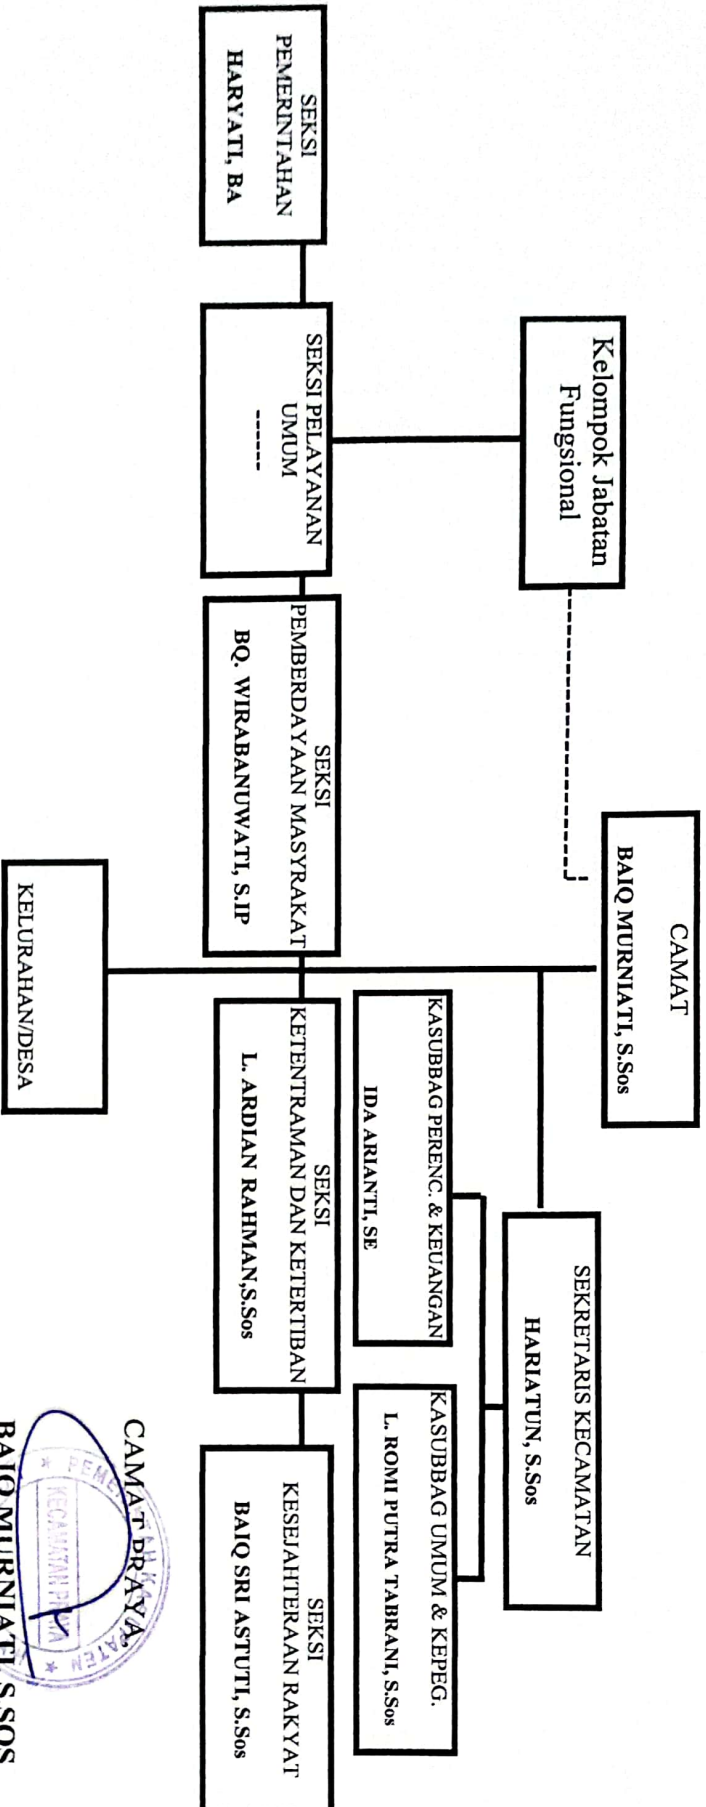 CAMAT
BAIQ MURNIATI, S.Sos
Kelompok Jabatan
Fungsional
SEKRETARIS KECAMATAN
HARIATUN, S.Sos
KASUBBAG PERENC. & KEUANGAN
IDA ARIANTI, SE
KASUBBAG UMUM & KEPEG.
L. ROMI PUTRA TABRANI, S.Sos
SEKSI
PEMERINTAHAN
HARYATI, BA
SEKSI PELAYANAN
UMUM
------
SEKSI
PEMBERDAYAAN MASYRAKAT
BQ. WIRABANUWATI, S.IP
SEKSI
KETENTRAMAN DAN KETERTIBAN
L. ARDIAN RAHMAN,S.Sos
SEKSI
KESEJAHTERAAN RAKYAT
BAIQ SRI ASTUTI, S.Sos
KELURAHAN/DESA
CAMAT PRAYA,
KECAMATAN PRAYA
BAIQ MURNIATI, S.SOS